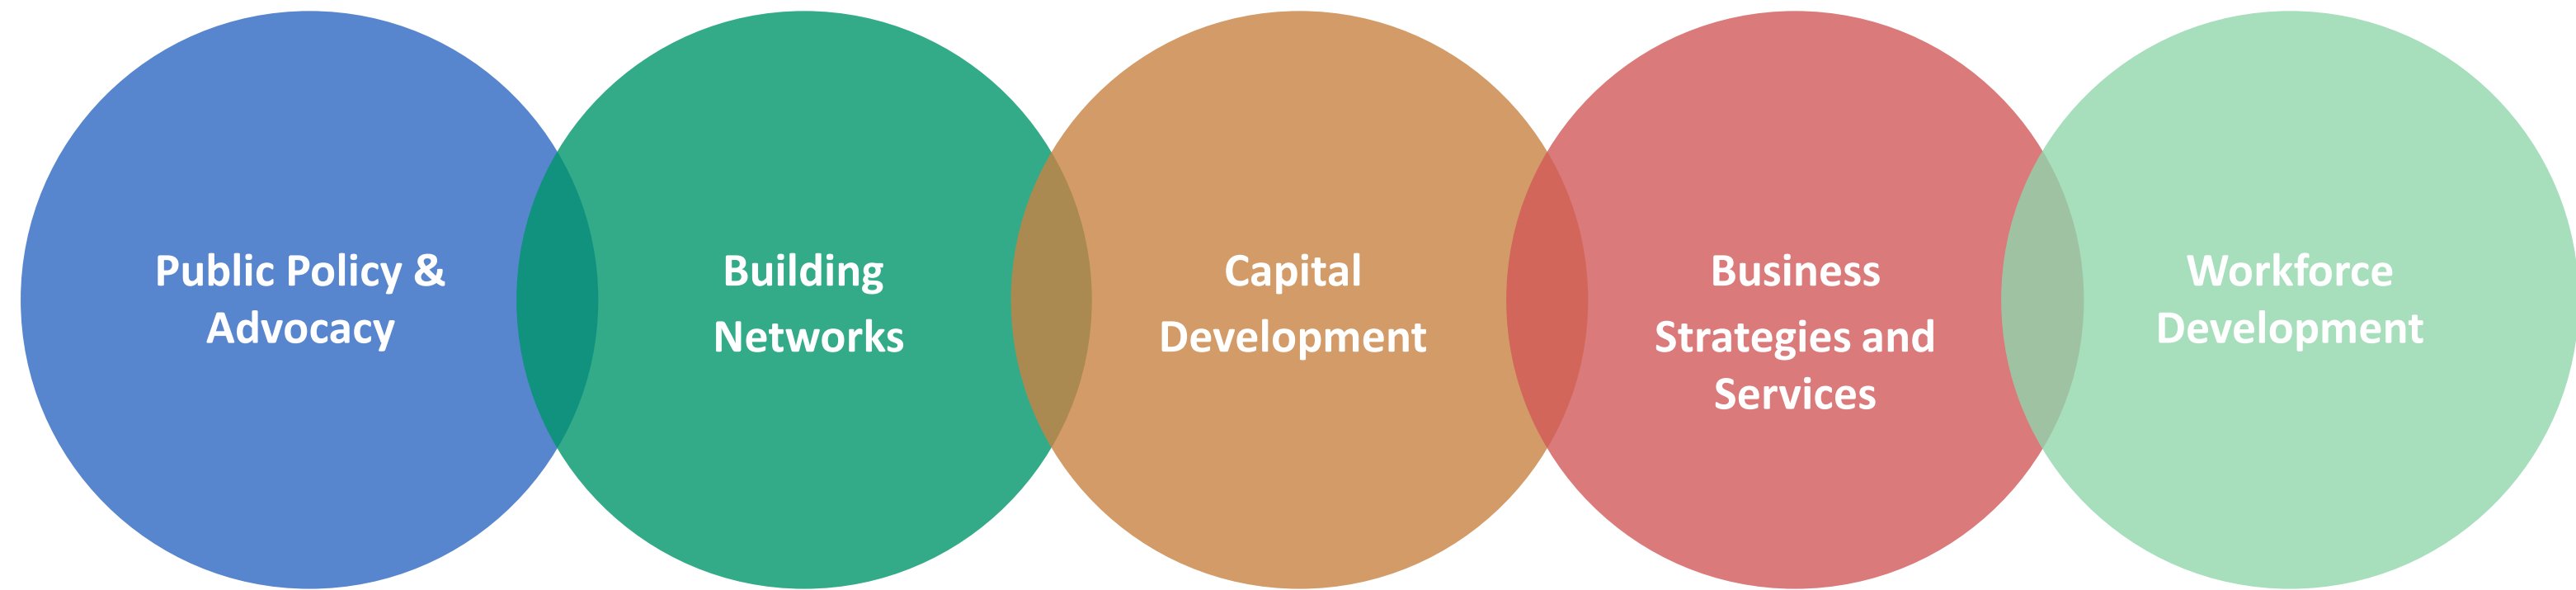 Public Policy &
Advocacy
Building
Networks
Capital
Development
Business
Strategies and
Services
Workforce
Development